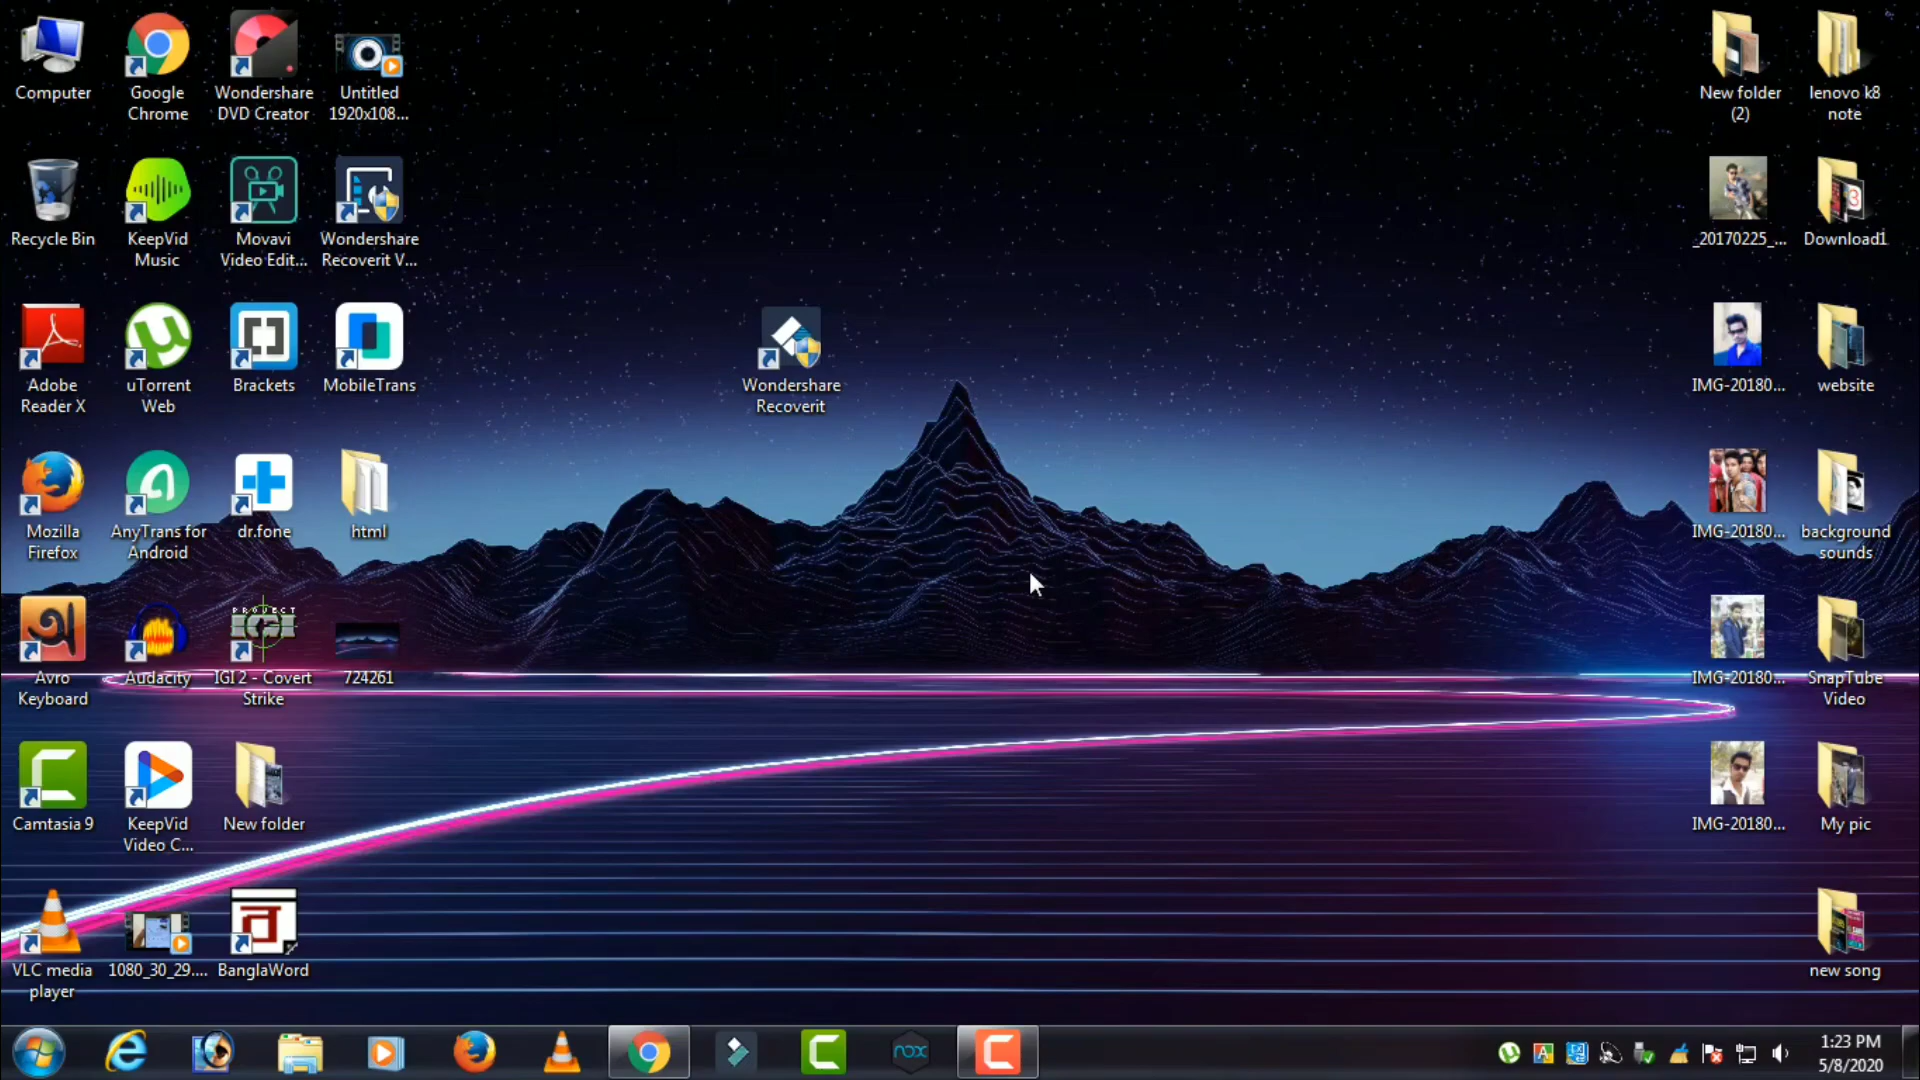 Computer
Google
Chrome
Wondershare
DVD Creator
Untitled
1920x108...
New folder
(2)
lenovo k8
note
Recycle Bin
KeepVid
Music
Movavi
Video Edit...
Wondershare
Recoverit V...
_20170225_...
Download1
Adobe
Reader X
uTorrent
Web
Brackets
MobileTrans
Wondershare
Recoverit
IMG-20180...
website
Mozilla
Firefox
AnyTrans for
Android
dr.fone
html
IMG-20180...
background
sounds
PROJECT
IGI
Avro
Keyboard
Audacity
IGI 2 - Covert
Strike
724261
IMG-20180...
SnapTube
Video
Camtasia 9
KeepVid
Video C...
New folder
IMG-20180...
My pic
VLC media
player
1080_30_29....
BanglaWord
new song
nox
1:23 PM
5/8/2020